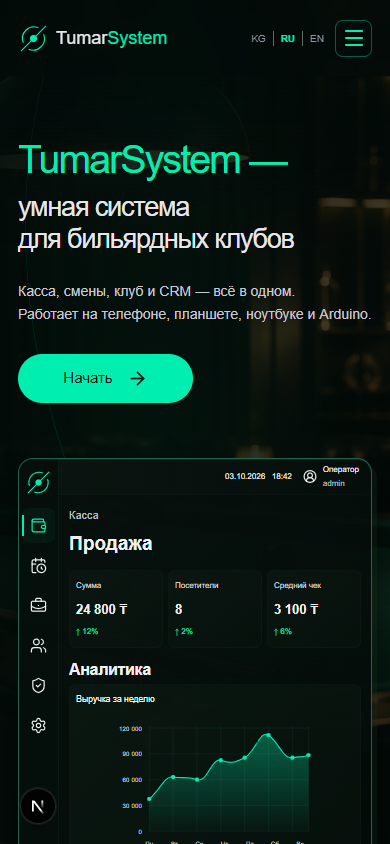 TumarSystem
KG | RU | EN
TumarSystem —
умная система
для бильярдных клубов
Касса, смены, клуб и CRM — всё в одном.
Работает на телефоне, планшете, ноутбуке и Arduino.
Начать →
03.10.2026 18:42
Оператор
admin
Касса
Продажа
Сумма
24 800 ₸
↑ 12%
Посетители
8
↑ 2%
Средний чек
3 100 ₸
↑ 6%
Аналитика
Выручка за неделю
120 000
90 000
60 000
30 000
0
N